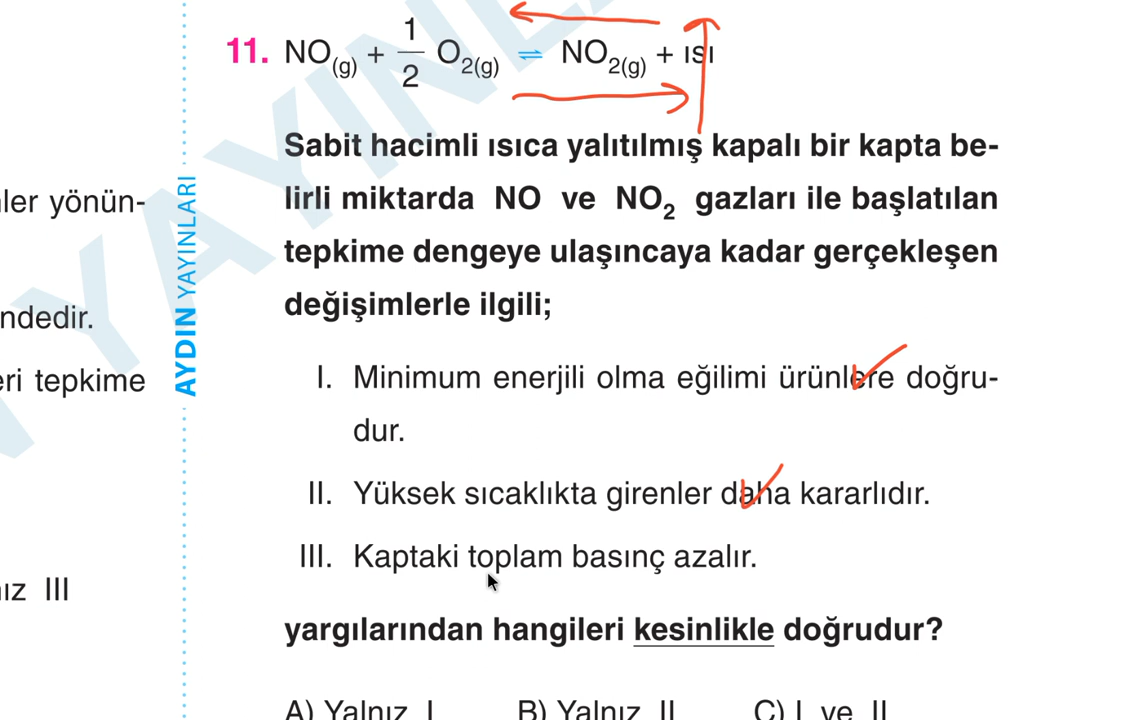 11. NO(g) + 1/2 O2(g) ⇌ NO2(g) + ısı
Sabit hacimli ısıca yalıtılmış kapalı bir kapta be-
lirli miktarda NO ve NO2 gazları ile başlatılan
tepkime dengeye ulaşıncaya kadar gerçekleşen
değişimlerle ilgili;
I. Minimum enerjili olma eğilimi ürünlere doğru-
dur.
II. Yüksek sıcaklıkta girenler daha kararlıdır.
III. Kaptaki toplam basınç azalır.
yargılarından hangileri kesinlikle doğrudur?
A) Yalnız I B) Yalnız II C) I ve II
ler yönün-
ndedir.
eri tepkime
ız III
AYDIN YAYINLARI